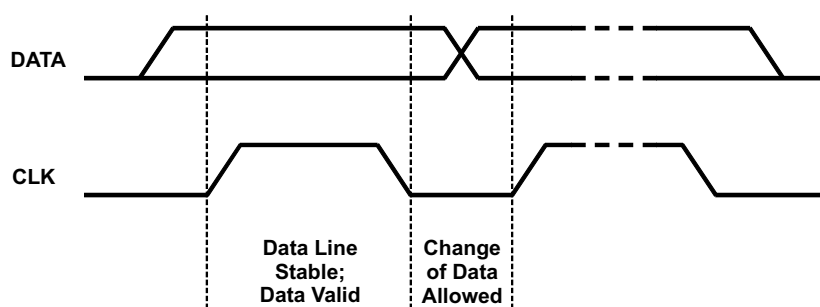 DATA
CLK
Data Line
Stable;
Data Valid
Change
of Data
Allowed